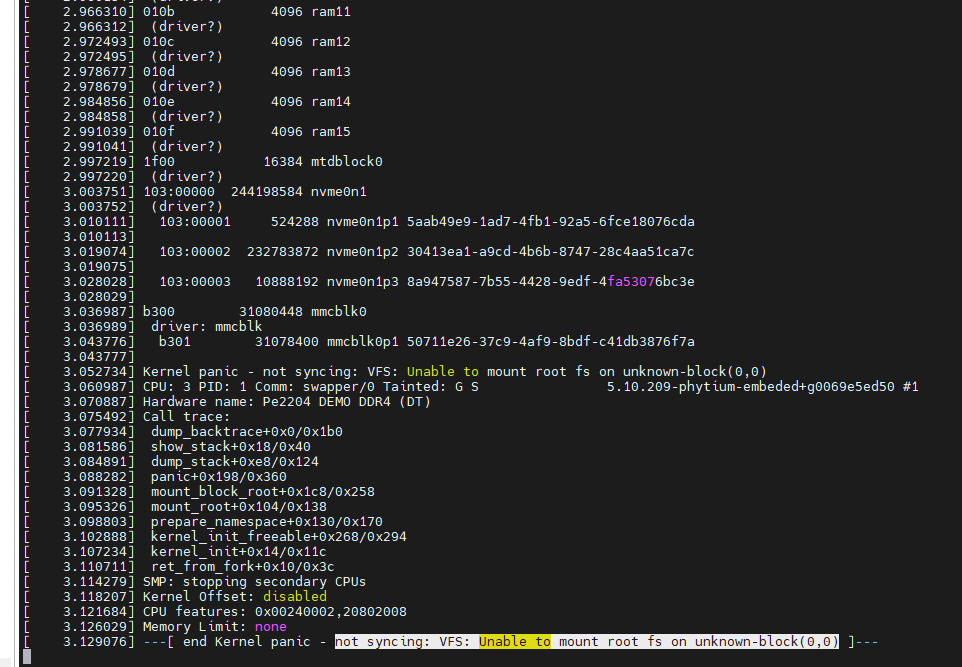 [    2.966310] 010b            4096 ram11
[    2.966312]  (driver?)
[    2.972493] 010c            4096 ram12
[    2.972495]  (driver?)
[    2.978677] 010d            4096 ram13
[    2.978679]  (driver?)
[    2.984856] 010e            4096 ram14
[    2.984858]  (driver?)
[    2.991039] 010f            4096 ram15
[    2.991041]  (driver?)
[    2.997219] 1f00           16384 mtdblock0
[    2.997220]  (driver?)
[    3.003751] 103:00000  244198584 nvme0n1
[    3.003752]  (driver?)
[    3.010111]   103:00001     524288 nvme0n1p1 5aab49e9-1ad7-4fb1-92a5-6fce18076cda
[    3.010113]
[    3.019074]   103:00002  232783872 nvme0n1p2 30413ea1-a9cd-4b6b-8747-28c4aa51ca7c
[    3.019075]
[    3.028028]   103:00003   10888192 nvme0n1p3 8a947587-7b55-4428-9edf-4fa53076bc3e
[    3.028029]
[    3.036987] b300        31080448 mmcblk0
[    3.036989]  driver: mmcblk
[    3.043776]   b301        31078400 mmcblk0p1 50711e26-37c9-4af9-8bdf-c41db3876f7a
[    3.043777]
[    3.052734] Kernel panic - not syncing: VFS: Unable to mount root fs on unknown-block(0,0)
[    3.060987] CPU: 3 PID: 1 Comm: swapper/0 Tainted: G S                5.10.209-phytium-embeded+g0069e5ed50 #1
[    3.070887] Hardware name: Pe2204 DEMO DDR4 (DT)
[    3.075492] Call trace:
[    3.077934]  dump_backtrace+0x0/0x1b0
[    3.081586]  show_stack+0x18/0x40
[    3.084891]  dump_stack+0xe8/0x124
[    3.088282]  panic+0x198/0x360
[    3.091328]  mount_block_root+0x1c8/0x258
[    3.095326]  mount_root+0x104/0x138
[    3.098803]  prepare_namespace+0x130/0x170
[    3.102888]  kernel_init_freeable+0x268/0x294
[    3.107234]  kernel_init+0x14/0x11c
[    3.110711]  ret_from_fork+0x10/0x3c
[    3.114279] SMP: stopping secondary CPUs
[    3.118207] Kernel Offset: disabled
[    3.121684] CPU features: 0x00240002,20802008
[    3.126029] Memory Limit: none
[    3.129076] ---[ end Kernel panic - not syncing: VFS: Unable to mount root fs on unknown-block(0,0) ]---